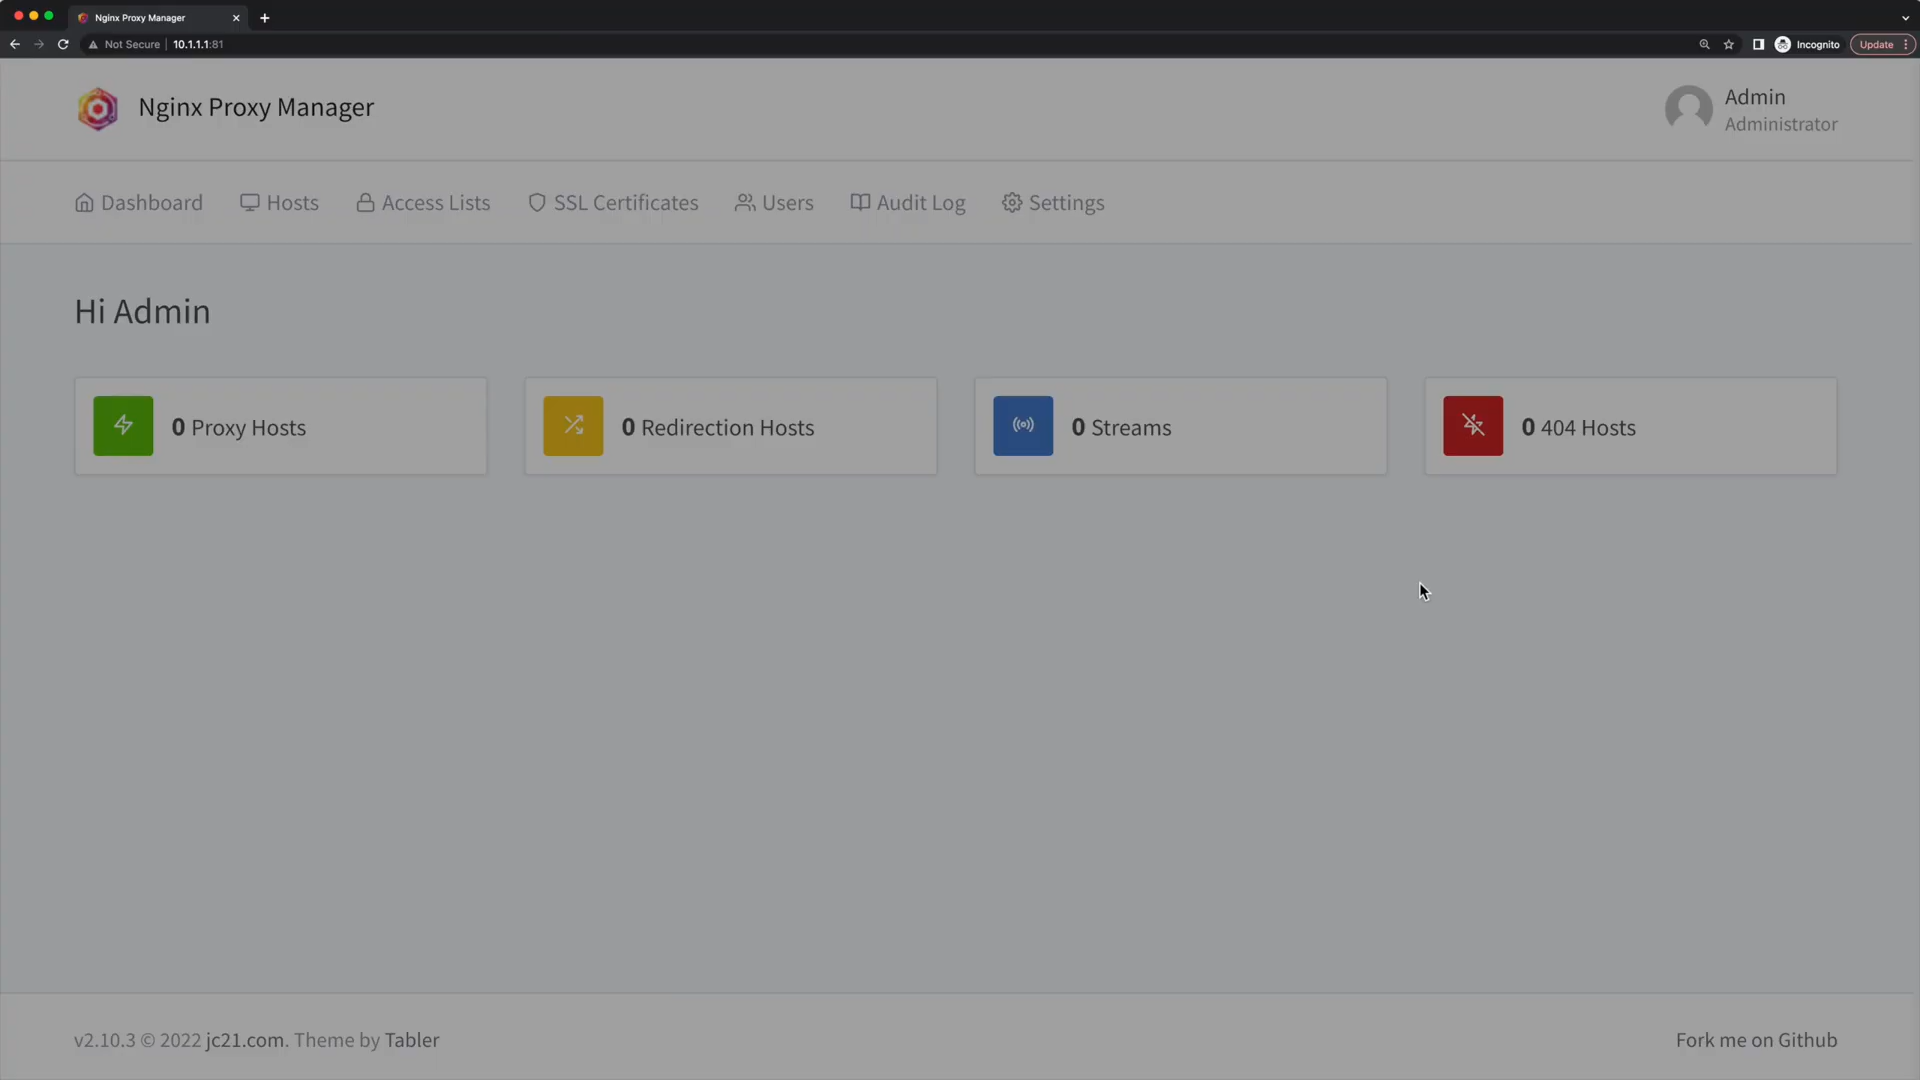 Nginx Proxy Manager
Not Secure
10.1.1.1:81
Incognito
Update
Nginx Proxy Manager
Admin
Administrator
Dashboard
Hosts
Access Lists
SSL Certificates
Users
Audit Log
Settings
Hi Admin
0 Proxy Hosts
0 Redirection Hosts
0 Streams
0 404 Hosts
v2.10.3 © 2022 jc21.com. Theme by Tabler
Fork me on Github